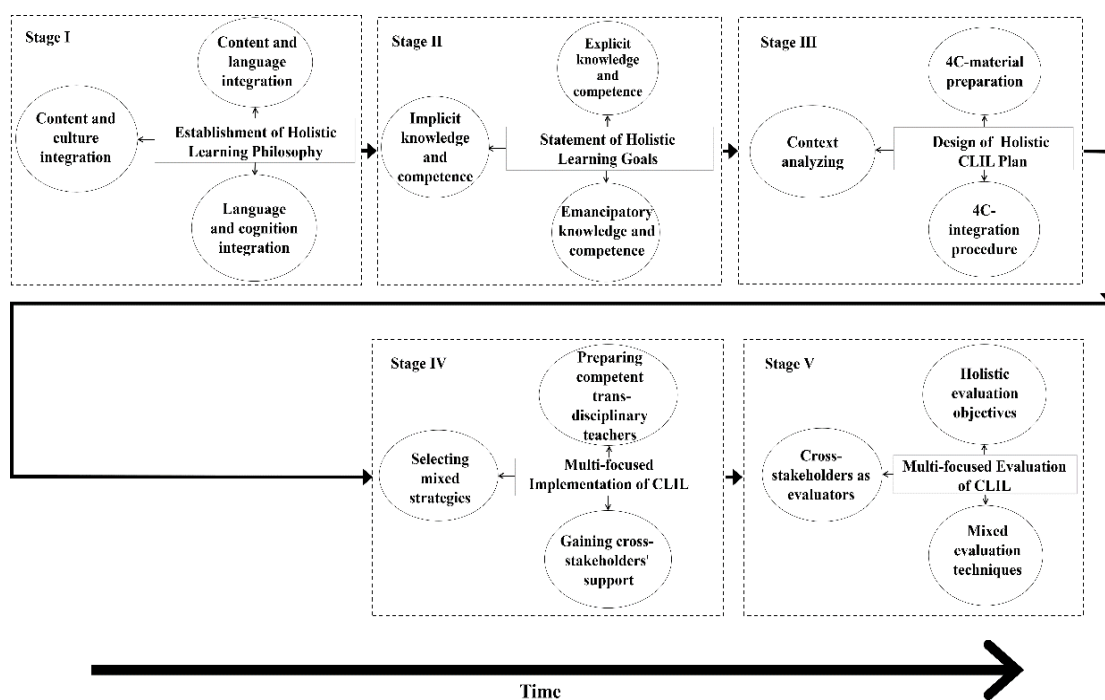 Stage I
Content and
language
integration
Content and
culture
integration
Establishment of Holistic
Learning Philosophy
Language
and cognition
integration
Stage II
Explicit
knowledge
and
competence
Implicit
knowledge
and
competence
Statement of Holistic
Learning Goals
Emancipatory
knowledge and
competence
Stage III
4C-material
preparation
Context
analyzing
Design of Holistic
CLIL Plan
4C-
integration
procedure
Stage IV
Preparing
competent
trans-
disciplinary
teachers
Selecting
mixed
strategies
Multi-focused
Implementation of CLIL
Gaining cross-
stakeholders'
support
Stage V
Holistic
evaluation
objectives
Cross-
stakeholders as
evaluators
Multi-focused Evaluation
of CLIL
Mixed
evaluation
techniques
Time